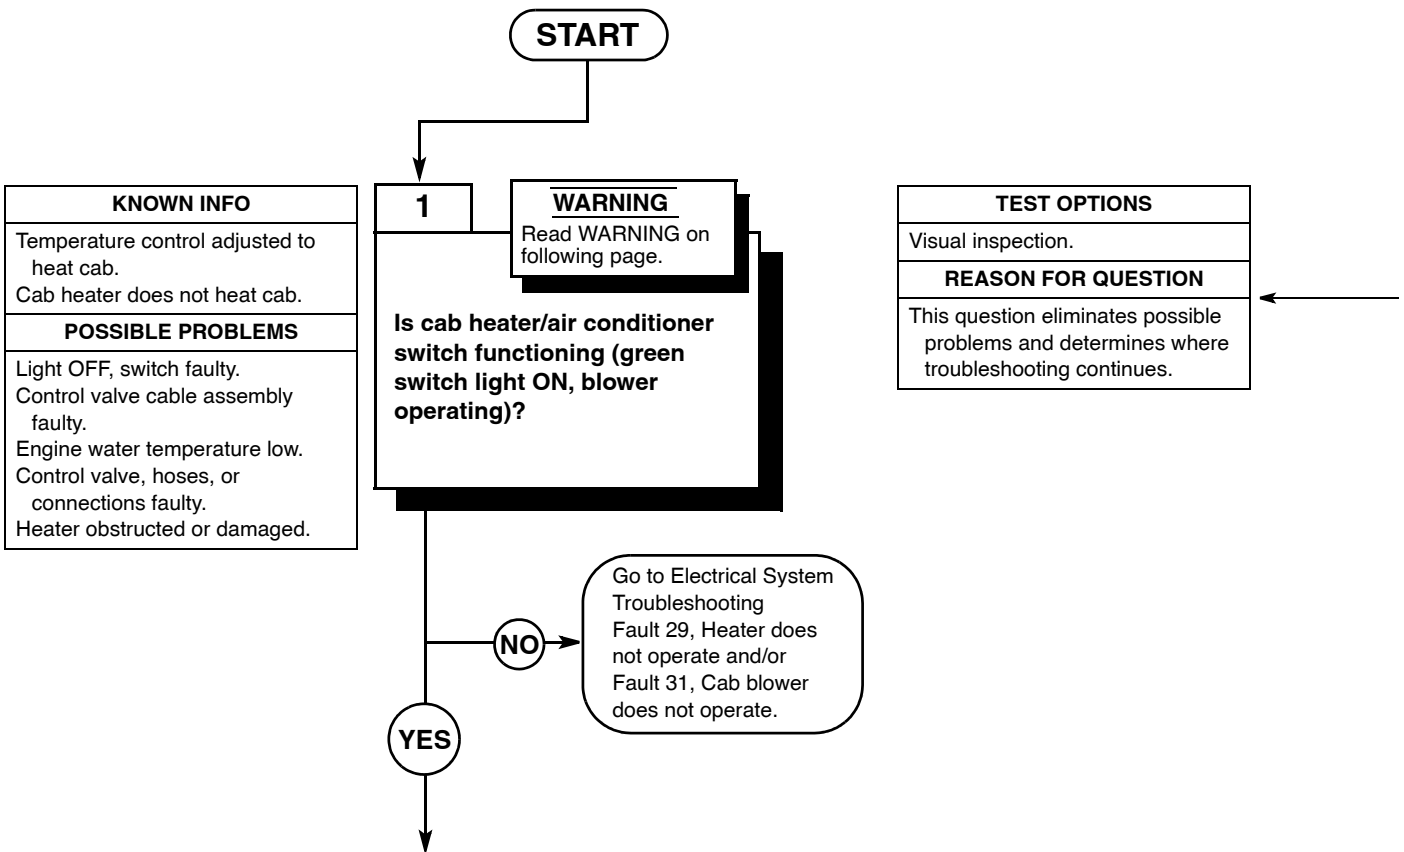 START
KNOWN INFO
Temperature control adjusted to
heat cab.
Cab heater does not heat cab.
POSSIBLE PROBLEMS
Light OFF, switch faulty.
Control valve cable assembly
faulty.
Engine water temperature low.
Control valve, hoses, or
connections faulty.
Heater obstructed or damaged.
1
WARNING
Read WARNING on
following page.
Is cab heater/air conditioner
switch functioning (green
switch light ON, blower
operating)?
TEST OPTIONS
Visual inspection.
REASON FOR QUESTION
This question eliminates possible
problems and determines where
troubleshooting continues.
NO
Go to Electrical System
Troubleshooting
Fault 29, Heater does
not operate and/or
Fault 31, Cab blower
does not operate.
YES